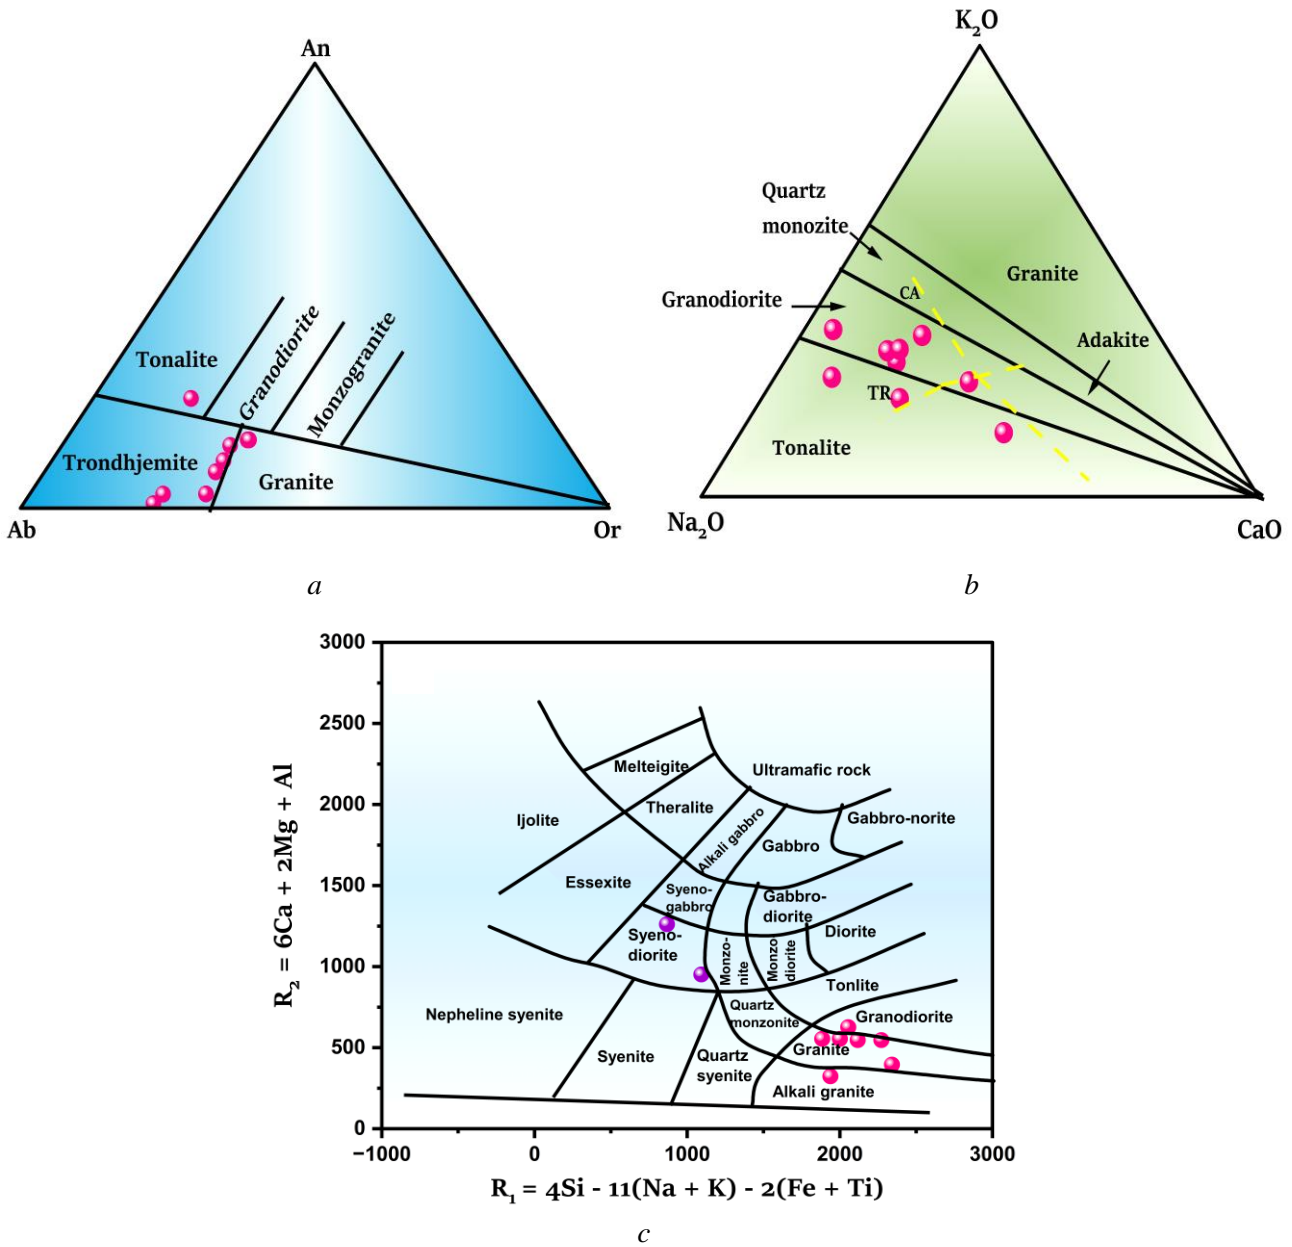 An
Tonalite
Granodiorite
Monzogranite
Trondhjemite
Granite
Ab
Or
a
K₂O
Quartz
monozite
Granite
CA
Granodiorite
Adakite
TR
Tonalite
Na₂O
CaO
b
3000
2500
2000
1500
1000
500
0
R₂ = 6Ca + 2Mg + Al
Melteigite
Ultramafic rock
Ijolite
Theralite
Alkali gabbro
Gabbro
Gabbro-norite
Essexite
Syeno-
gabbro
Gabbro-
diorite
Syeno-
diorite
Monzo-
nite
Monzo
diorite
Diorite
Tonlite
Nepheline syenite
Quartz
monzonite
Granodiorite
Syenite
Quartz
syenite
Granite
Alkali granite
−1000
0
1000
2000
3000
R₁ = 4Si - 11(Na + K) - 2(Fe + Ti)
c